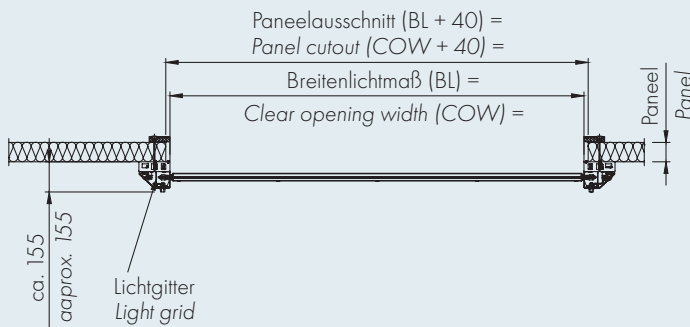 Paneelausschnitt (BL + 40) =
Panel cutout (COW + 40) =
Breitenlichtmaß (BL) =
Clear opening width (COW) =
Paneel
Panel
ca. 155
aaprox. 155
Lichtgitter
Light grid